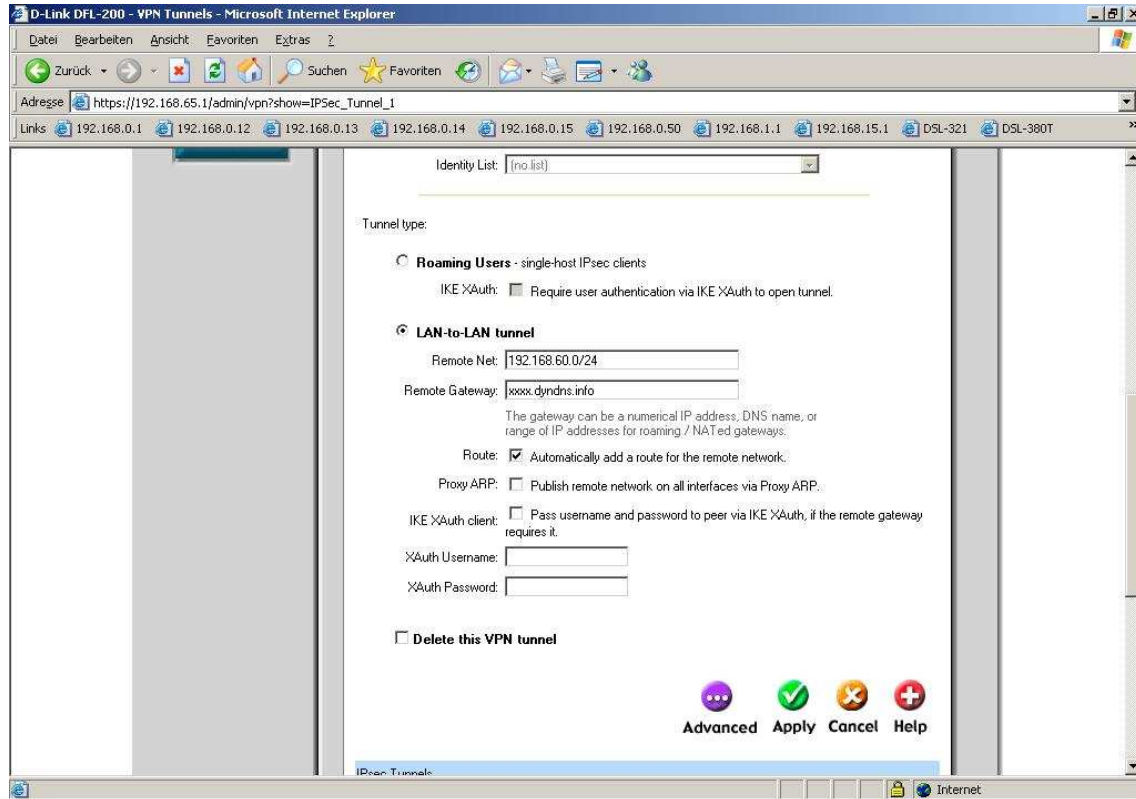 D-Link DFL-200 - VPN Tunnels - Microsoft Internet Explorer
Datei Bearbeiten Ansicht Favoriten Extras ?
Zurück Suchen Favoriten
Adresse https://192.168.65.1/admin/vpn?show=IPSec_Tunnel_1
Links 192.168.0.1 192.168.0.12 192.168.0.13 192.168.0.14 192.168.0.15 192.168.0.50 192.168.1.1 192.168.15.1 DSL-321 DSL-380T »
Identity List: (no list)
Tunnel type:
Roaming Users - single-host IPsec clients
IKE XAuth: Require user authentication via IKE XAuth to open tunnel.
LAN-to-LAN tunnel
Remote Net: 192.168.60.0/24
Remote Gateway: xxxx.dyndns.info
The gateway can be a numerical IP address, DNS name, or
range of IP addresses for roaming / NATed gateways.
Route: Automatically add a route for the remote network.
Proxy ARP: Publish remote network on all interfaces via Proxy ARP.
IKE XAuth client: Pass username and password to peer via IKE XAuth, if the remote gateway
requires it.
XAuth Username:
XAuth Password:
Delete this VPN tunnel
Advanced Apply Cancel Help
IPsec Tunnels
Internet